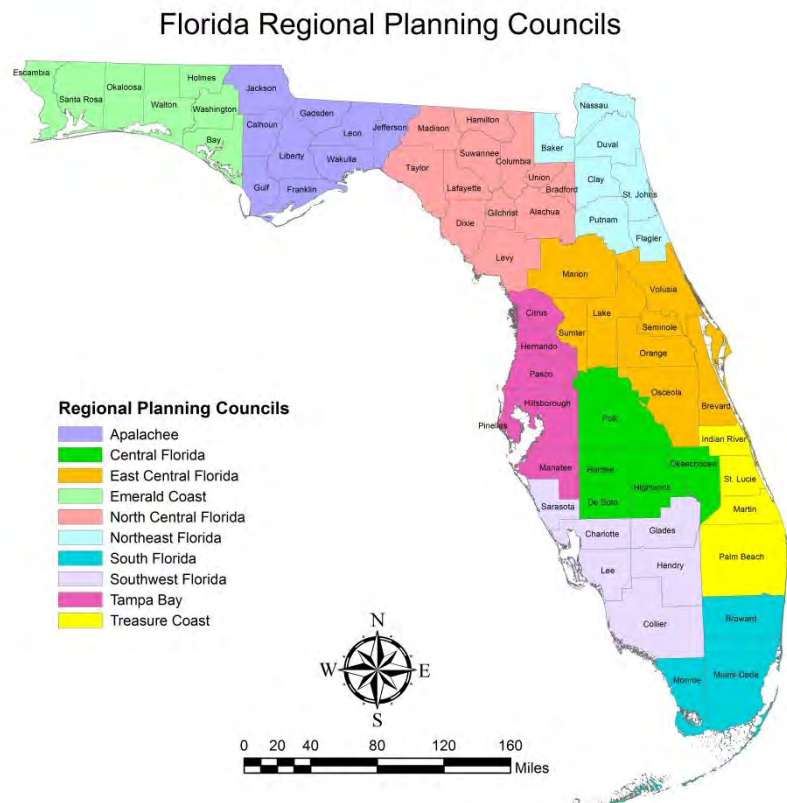 Florida Regional Planning Councils
Escambia
Santa Rosa
Okaloosa
Walton
Holmes
Washington
Bay
Jackson
Calhoun
Gulf
Liberty
Franklin
Gadsden
Leon
Wakulla
Jefferson
Madison
Taylor
Hamilton
Suwannee
Lafayette
Dixie
Columbia
Gilchrist
Levy
Union
Bradford
Alachua
Baker
Nassau
Duval
Clay
St. Johns
Putnam
Flagler
Marion
Volusia
Lake
Sumter
Seminole
Orange
Osceola
Brevard
Citrus
Hernando
Pasco
Hillsborough
Pinellas
Manatee
Polk
Hardee
Okeechobee
Highlands
De Soto
Indian River
St. Lucie
Martin
Palm Beach
Sarasota
Charlotte
Glades
Lee
Hendry
Collier
Broward
Miami-Dade
Monroe
Regional Planning Councils
Apalachee
Central Florida
East Central Florida
Emerald Coast
North Central Florida
Northeast Florida
South Florida
Southwest Florida
Tampa Bay
Treasure Coast
N
W
E
S
0 20 40 80 120 160
Miles